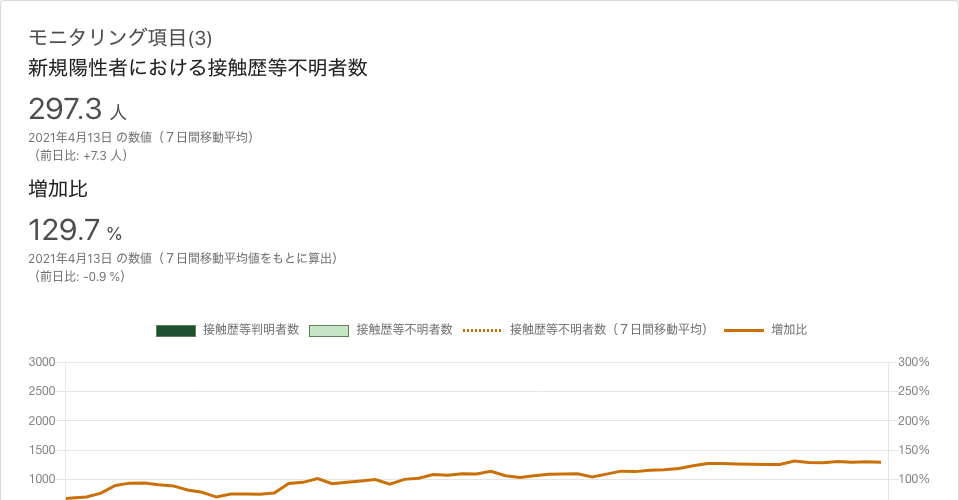 モニタリング項目(3)
新規陽性者における接触歴等不明者数
297.3 人
2021年4月13日 の数値（７日間移動平均）
（前日比: +7.3 人）
増加比
129.7 %
2021年4月13日 の数値（７日間移動平均値をもとに算出）
（前日比: -0.9 %）
接触歴等判明者数 接触歴等不明者数 接触歴等不明者数（７日間移動平均） 増加比
3000 300%
2500 250%
2000 200%
1500 150%
1000 100%